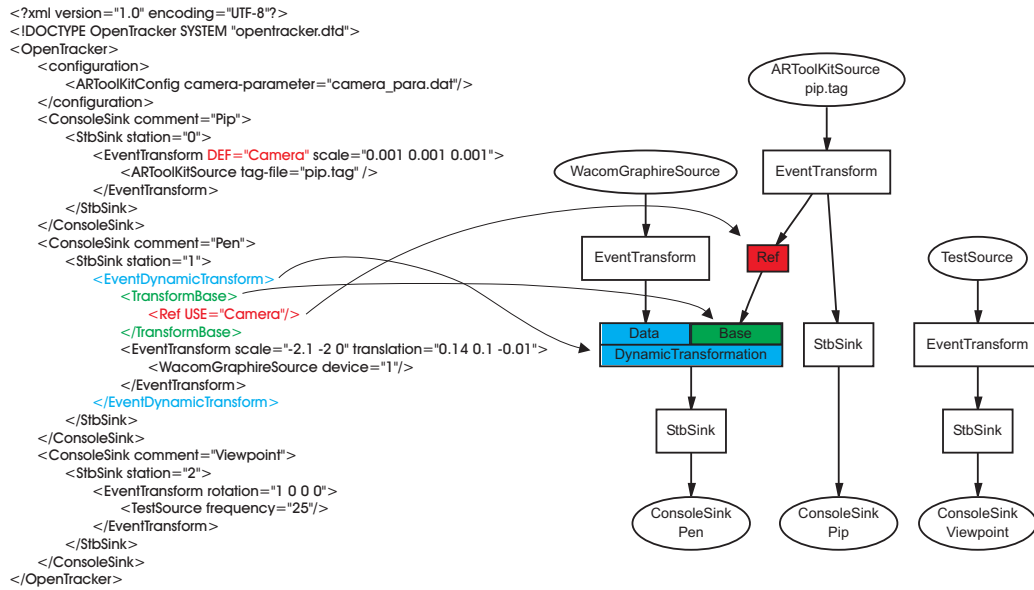 <?xml version="1.0" encoding="UTF-8"?>
<!DOCTYPE OpenTracker SYSTEM "opentracker.dtd">
<OpenTracker>
<configuration>
<ARToolKitConfig camera-parameter="camera_para.dat"/>
</configuration>
<ConsoleSink comment="Pip">
<StbSink station="0">
<EventTransform DEF="Camera" scale="0.001 0.001 0.001">
<ARToolKitSource tag-file="pip.tag" />
</EventTransform>
</StbSink>
</ConsoleSink>
<ConsoleSink comment="Pen">
<StbSink station="1">
<EventDynamicTransform>
<TransformBase>
<Ref USE="Camera"/>
</TransformBase>
<EventTransform scale="-2.1 -2 0" translation="0.14 0.1 -0.01">
<WacomGraphireSource device="1"/>
</EventTransform>
</EventDynamicTransform>
</StbSink>
</ConsoleSink>
<ConsoleSink comment="Viewpoint">
<StbSink station="2">
<EventTransform rotation="1 0 0 0">
<TestSource frequency="25"/>
</EventTransform>
</StbSink>
</ConsoleSink>
</OpenTracker>
ARToolKitSource
pip.tag
WacomGraphireSource
EventTransform
EventTransform
Ref
TestSource
Data
Base
DynamicTransformation
StbSink
EventTransform
StbSink
StbSink
ConsoleSink
Pen
ConsoleSink
Pip
ConsoleSink
Viewpoint